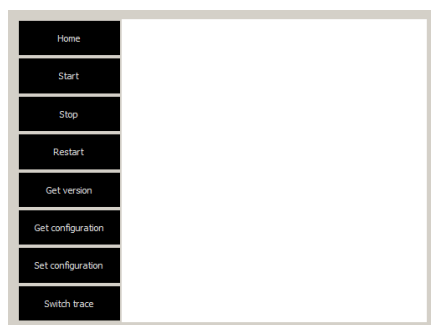 Home
Start
Stop
Restart
Get version
Get configuration
Set configuration
Switch trace